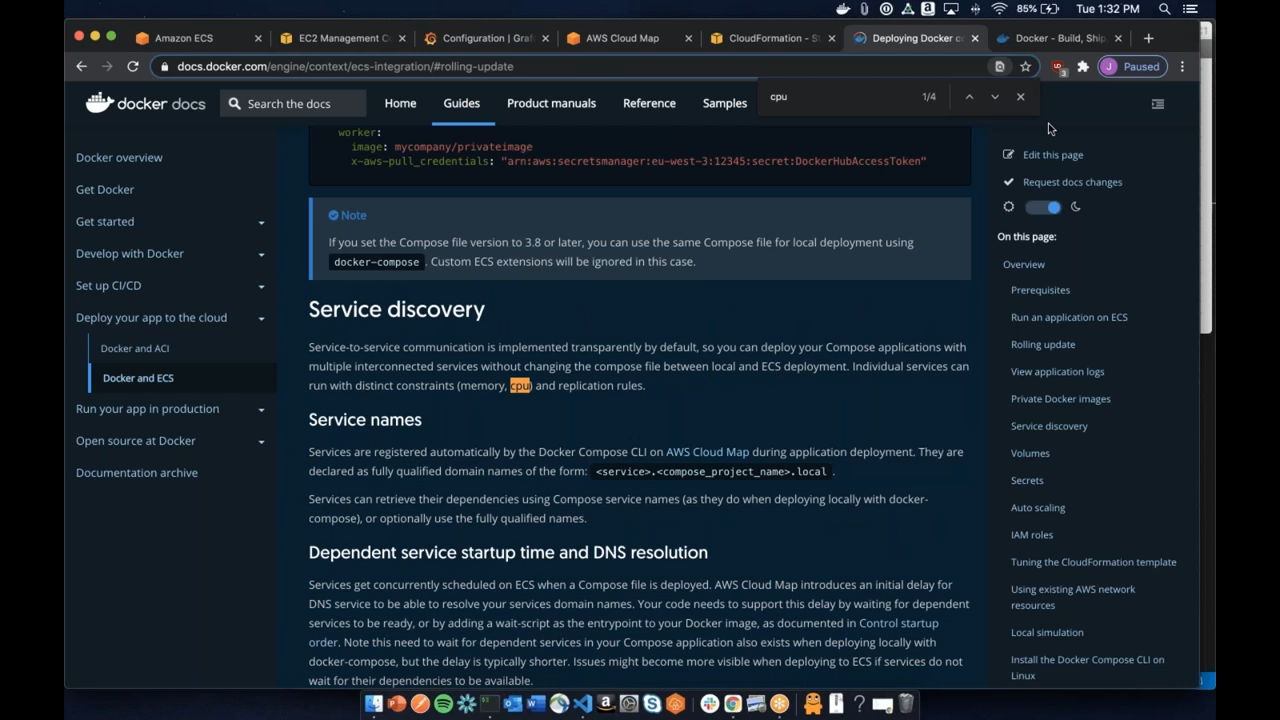 85%
Tue 1:32 PM
Amazon ECS
EC2 Management C
Configuration | Graf
AWS Cloud Map
CloudFormation - S
Deploying Docker c
Docker - Build, Ship
docs.docker.com/engine/context/ecs-integration/#rolling-update
3
J
Paused
cpu
1/4
docker docs
Search the docs
Home
Guides
Product manuals
Reference
Samples
Docker overview
Get Docker
Get started
Develop with Docker
Set up CI/CD
Deploy your app to the cloud
Docker and ACI
Docker and ECS
Run your app in production
Open source at Docker
Documentation archive
worker:
image: mycompany/privateimage
x-aws-pull_credentials: "arn:aws:secretsmanager:eu-west-3:12345:secret:DockerHubAccessToken"
Note
If you set the Compose file version to 3.8 or later, you can use the same Compose file for local deployment using
docker-compose. Custom ECS extensions will be ignored in this case.
Service discovery
Service-to-service communication is implemented transparently by default, so you can deploy your Compose applications with
multiple interconnected services without changing the compose file between local and ECS deployment. Individual services can
run with distinct constraints (memory, cpu) and replication rules.
Service names
Services are registered automatically by the Docker Compose CLI on AWS Cloud Map during application deployment. They are
declared as fully qualified domain names of the form: <service>.<compose_project_name>.local.
Services can retrieve their dependencies using Compose service names (as they do when deploying locally with docker-
compose), or optionally use the fully qualified names.
Dependent service startup time and DNS resolution
Services get concurrently scheduled on ECS when a Compose file is deployed. AWS Cloud Map introduces an initial delay for
DNS service to be able to resolve your services domain names. Your code needs to support this delay by waiting for dependent
services to be ready, or by adding a wait-script as the entrypoint to your Docker image, as documented in Control startup
order. Note this need to wait for dependent services in your Compose application also exists when deploying locally with
docker-compose, but the delay is typically shorter. Issues might become more visible when deploying to ECS if services do not
wait for their dependencies to be available.
Edit this page
Request docs changes
On this page:
Overview
Prerequisites
Run an application on ECS
Rolling update
View application logs
Private Docker images
Service discovery
Volumes
Secrets
Auto scaling
IAM roles
Tuning the CloudFormation template
Using existing AWS network
resources
Local simulation
Install the Docker Compose CLI on
Linux